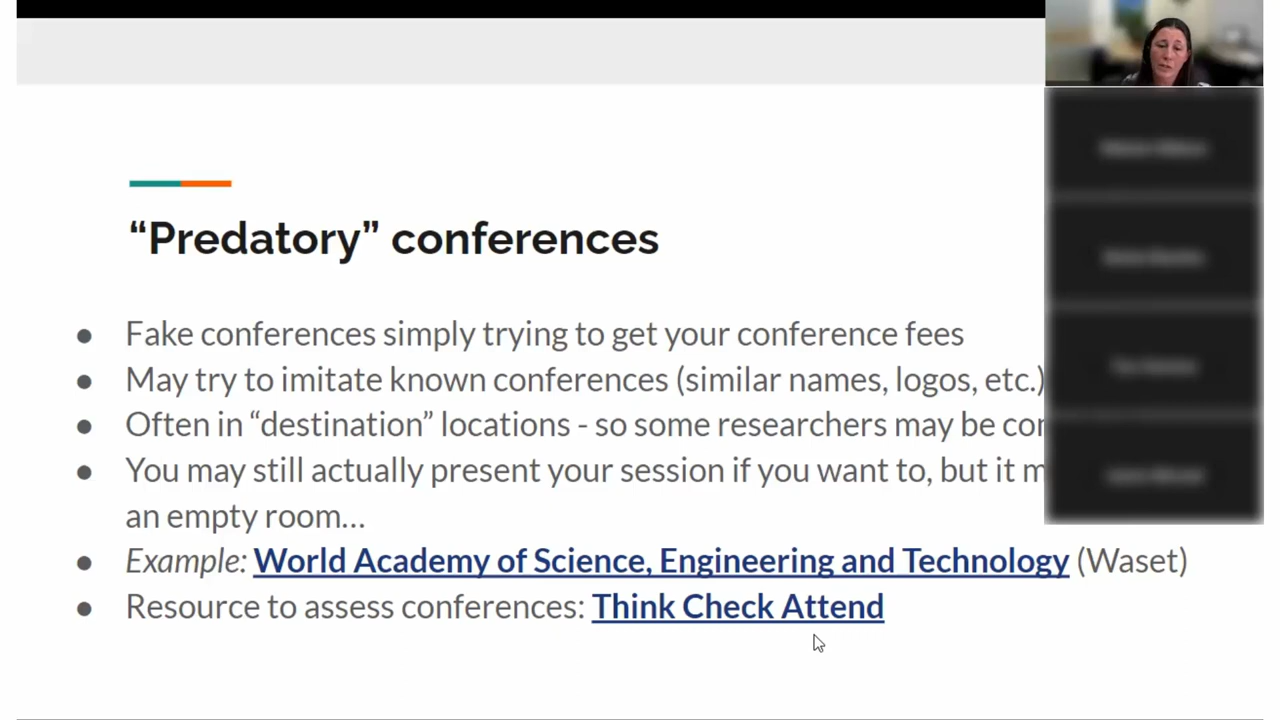 “Predatory” conferences
● Fake conferences simply trying to get your conference fees
● May try to imitate known conferences (similar names, logos, etc.)
● Often in “destination” locations - so some researchers may be
● You may still actually present your session if you want to, but it
an empty room...
● Example: World Academy of Science, Engineering and Technology (Waset)
● Resource to assess conferences: Think Check Attend